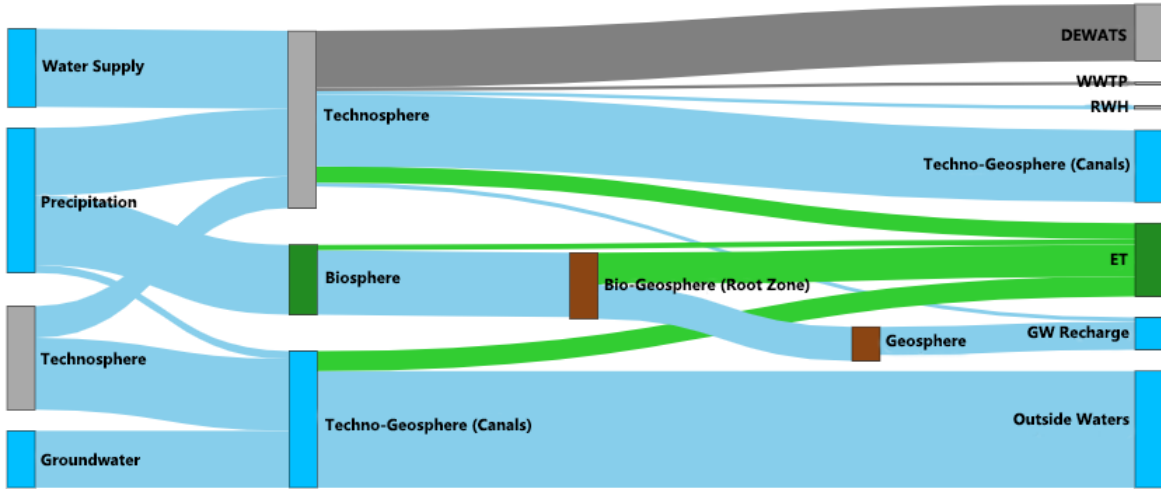 DEWATS
Water Supply
WWTP
RWH
Technosphere
Techno-Geosphere (Canals)
Precipitation
ET
Biosphere
Bio-Geosphere (Root Zone)
GW Recharge
Geosphere
Technosphere
Outside Waters
Techno-Geosphere (Canals)
Groundwater